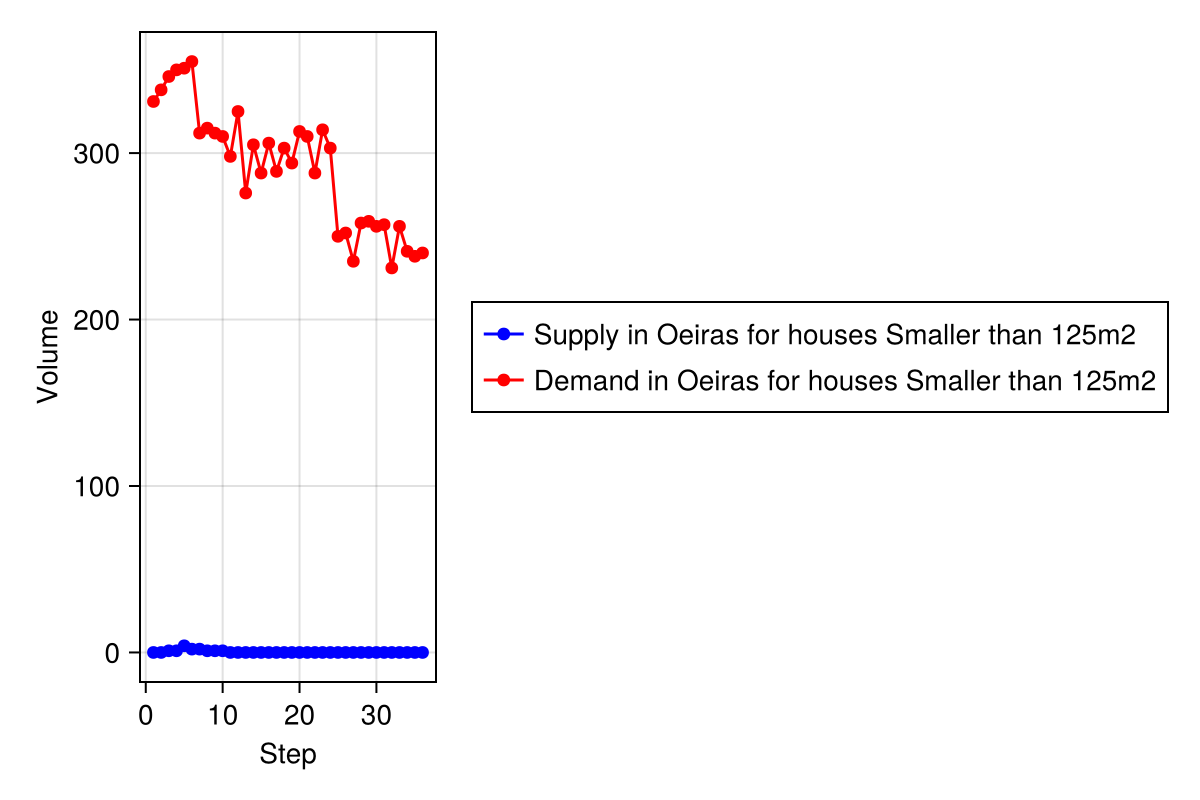 Volume
300
200
100
0
0 10 20 30
Step
Supply in Oeiras for houses Smaller than 125m2
Demand in Oeiras for houses Smaller than 125m2